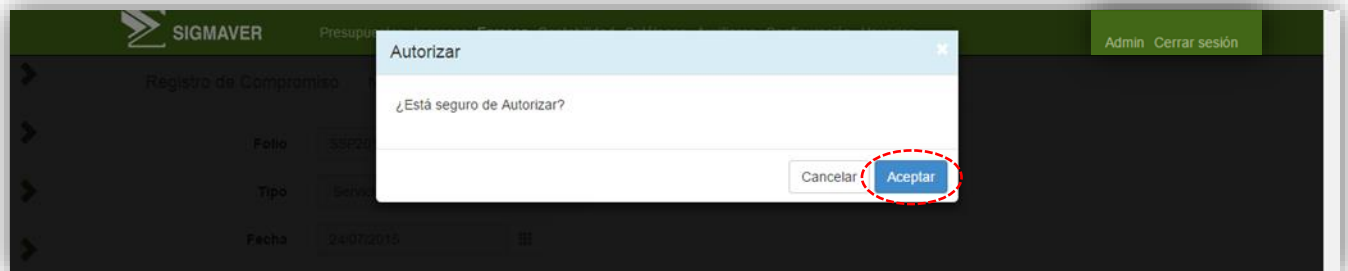 SIGMAVER
Admin Cerrar sesión
Autorizar
Registro de Compromiso
¿Está seguro de Autorizar?
Folio
Cancelar Aceptar
Tipo
Fecha 24/07/2015